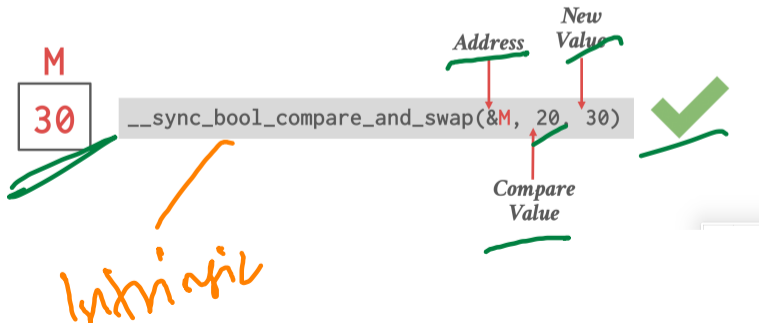 New
Value
Address
M
30
__sync_bool_compare_and_swap(&M, 20, 30)
Compare
Value
Intrinsic